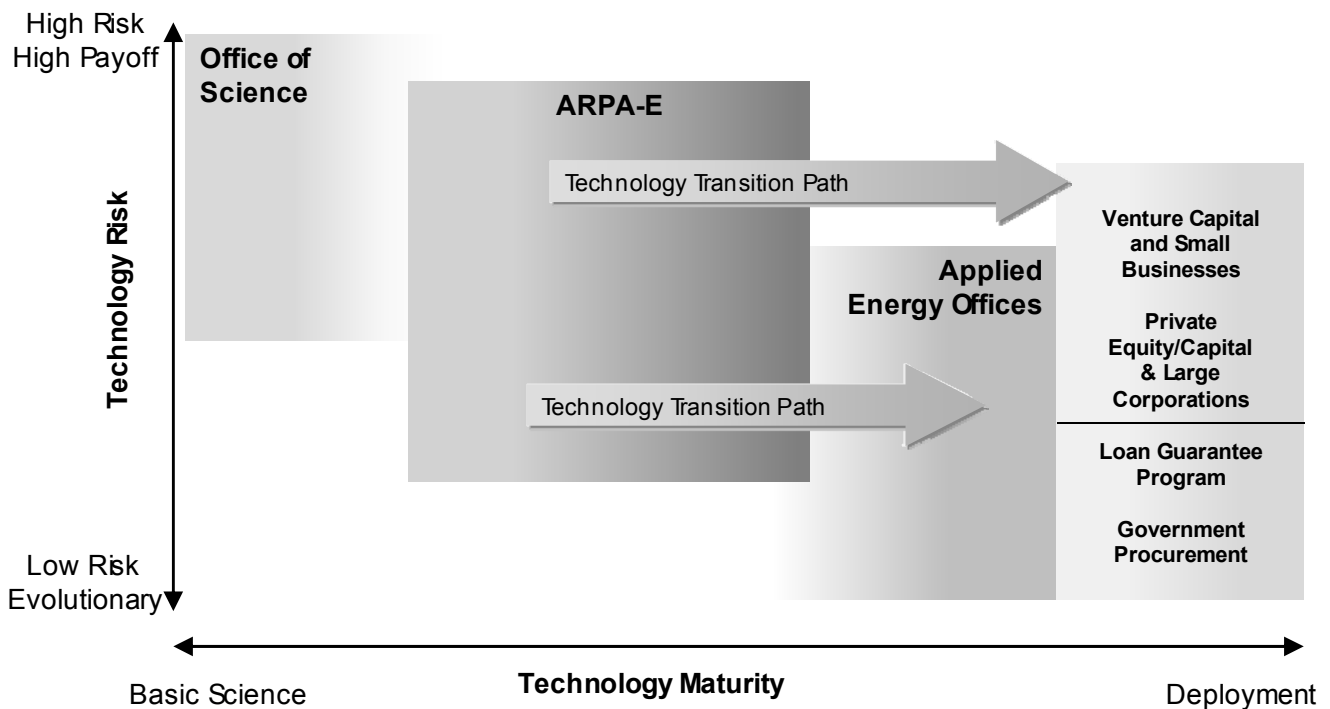 High Risk
High Payoff
Office of
Science
ARPA-E
Technology Transition Path
Technology Risk
Venture Capital
and Small
Businesses
Applied
Energy Offices
Private
Equity/Capital
& Large
Corporations
Technology Transition Path
Loan Guarantee
Program
Government
Procurement
Low Risk
Evolutionary
Basic Science
Technology Maturity
Deployment